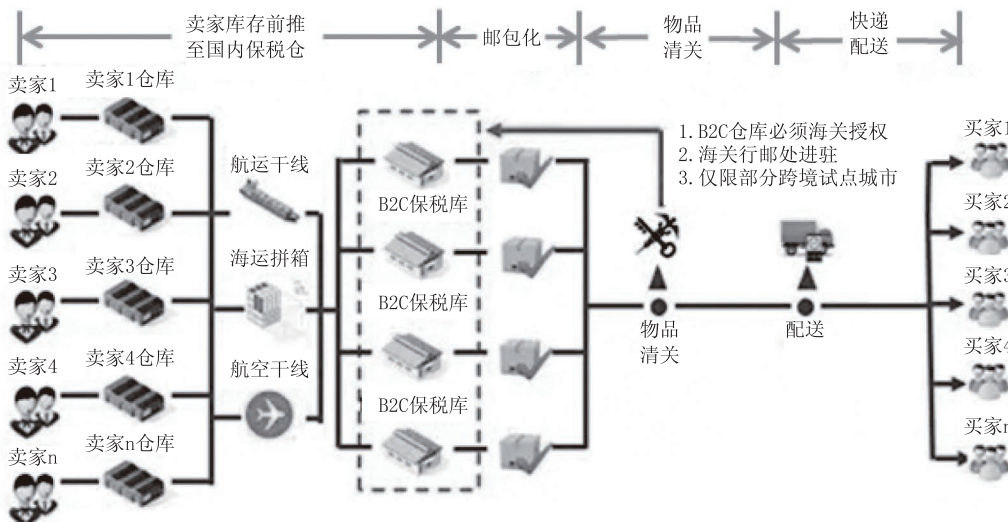 卖家库存前推
至国内保税仓
邮包化
物品
清关
快递
配送
卖家1
卖家1仓库
卖家2
卖家2仓库
卖家3
卖家3仓库
卖家4
卖家4仓库
卖家n
卖家n仓库
航运干线
海运拼箱
航空干线
B2C保税库
B2C保税库
B2C保税库
1.B2C仓库必须海关授权
2.海关行邮处进驻
3.仅限部分跨境试点城市
物品
清关
配送
买家1
买家2
买家3
买家4
买家n